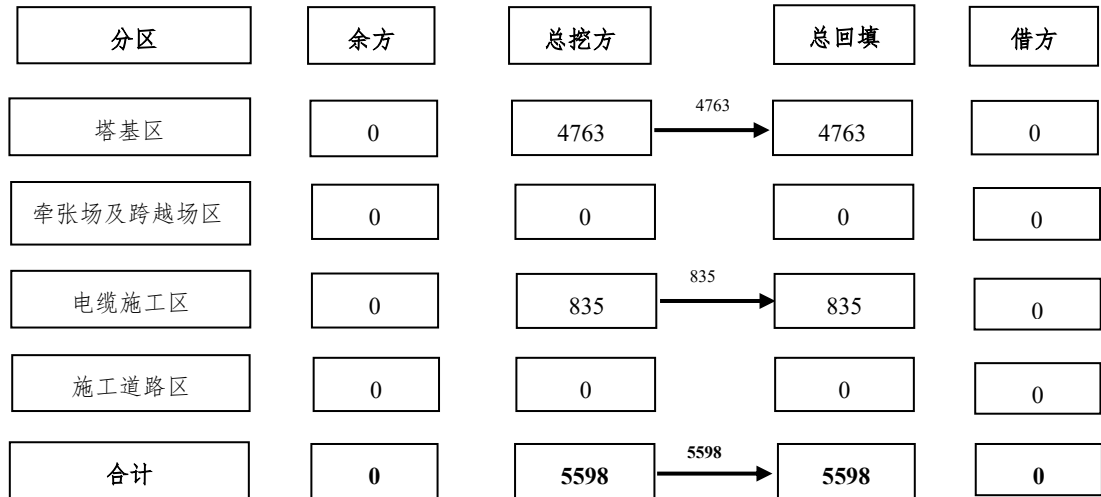 分区 余方 总挖方 总回填 借方
塔基区 0 4763 4763 4763 0
牵张场及跨越场区 0 0 0 0
电缆施工区 0 835 835 835 0
施工道路区 0 0 0 0
合计 0 5598 5598 5598 0